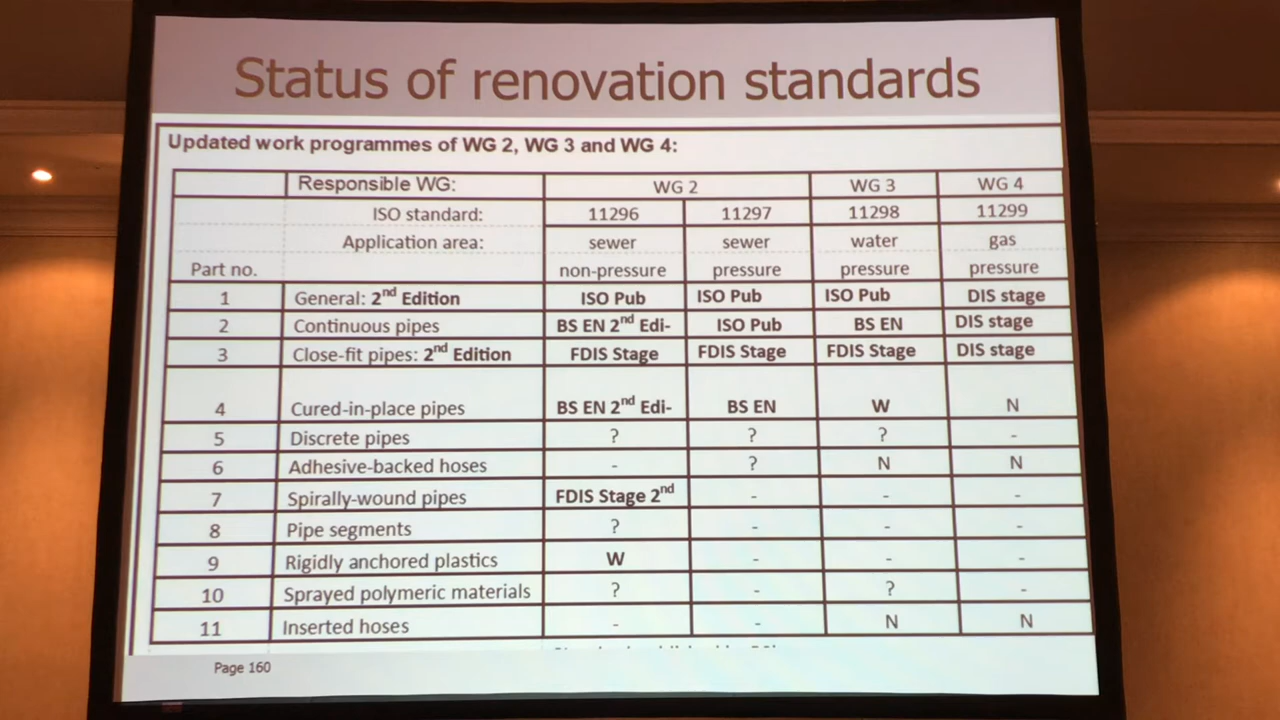 Status of renovation standards
Updated work programmes of WG 2, WG 3 and WG 4:
Responsible WG: WG 2 WG 3 WG 4
ISO standard: 11296 11297 11298 11299
Application area: sewer sewer water gas
Part no. non-pressure pressure pressure pressure
1 General: 2nd Edition ISO Pub ISO Pub ISO Pub DIS stage
2 Continuous pipes BS EN 2nd Edi- ISO Pub BS EN DIS stage
3 Close-fit pipes: 2nd Edition FDIS Stage FDIS Stage FDIS Stage DIS stage
4 Cured-in-place pipes BS EN 2nd Edi- BS EN W N
5 Discrete pipes ? ? ? -
6 Adhesive-backed hoses - ? N N
7 Spirally-wound pipes FDIS Stage 2nd - - -
8 Pipe segments ? - - -
9 Rigidly anchored plastics W - - -
10 Sprayed polymeric materials ? - ? -
11 Inserted hoses - - N N
Page 160